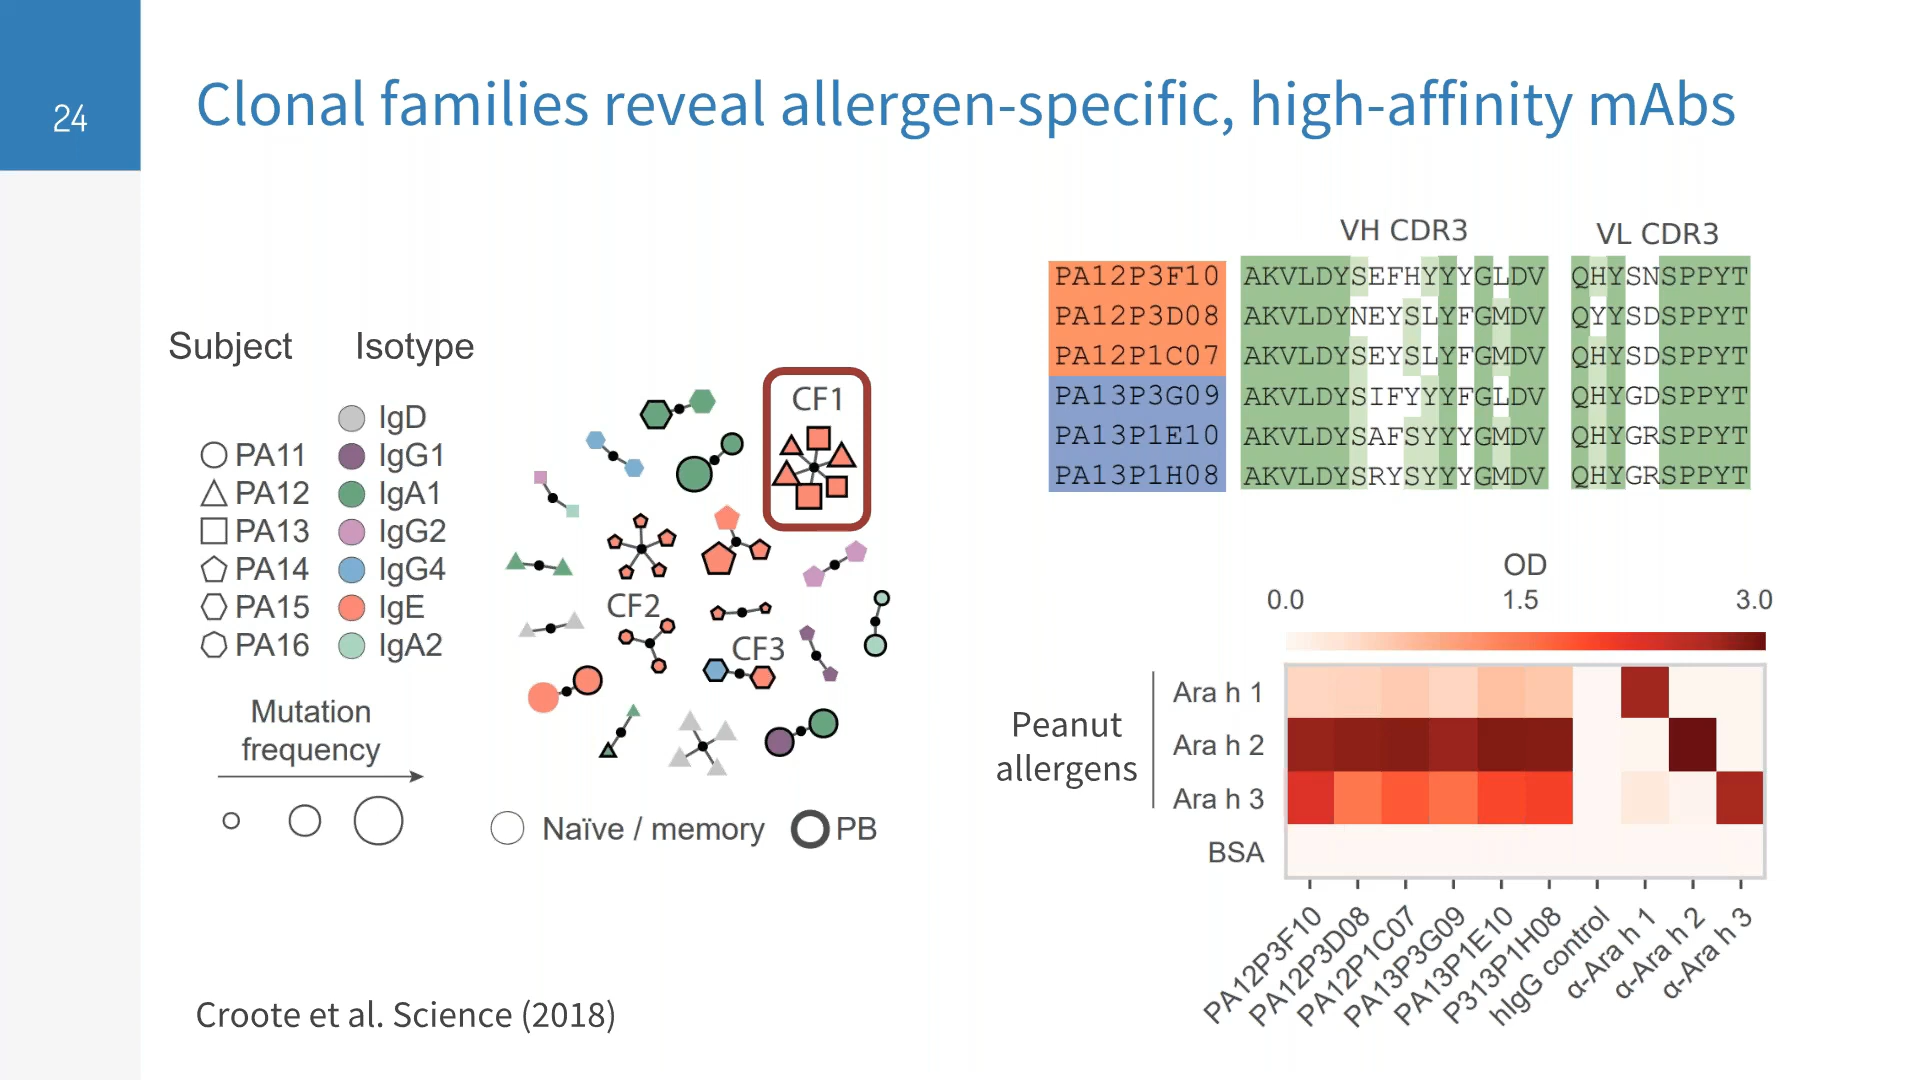 24
Clonal families reveal allergen-specific, high-affinity mAbs
Subject
Isotype
IgD
PA11
IgG1
PA12
IgA1
PA13
IgG2
PA14
IgG4
PA15
IgE
PA16
IgA2
Mutation
frequency
CF1
CF2
CF3
Naïve / memory
PB
VH CDR3
VL CDR3
PA12P3F10 AKVLDYSEFHYYYGLDV QHYSNSPPYT
PA12P3D08 AKVLDYNEYSLYFGMDV QYYSDSPPYT
PA12P1C07 AKVLDYSEYSLYFGMDV QHYSDSPPYT
PA13P3G09 AKVLDYSIFYYYFGLDV QHYGDSPPYT
PA13P1E10 AKVLDYSAFSYYYGMDV QHYGRSPPYT
PA13P1H08 AKVLDYSRYSYYYGMDV QHYGRSPPYT
OD
0.0 1.5 3.0
Peanut
allergens
Ara h 1
Ara h 2
Ara h 3
BSA
PA12P3F10
PA12P3D08
PA12P1C07
PA13P3G09
PA13P1E10
P313P1H08
hIgG control
α-Ara h 1
α-Ara h 2
α-Ara h 3
Croote et al. Science (2018)